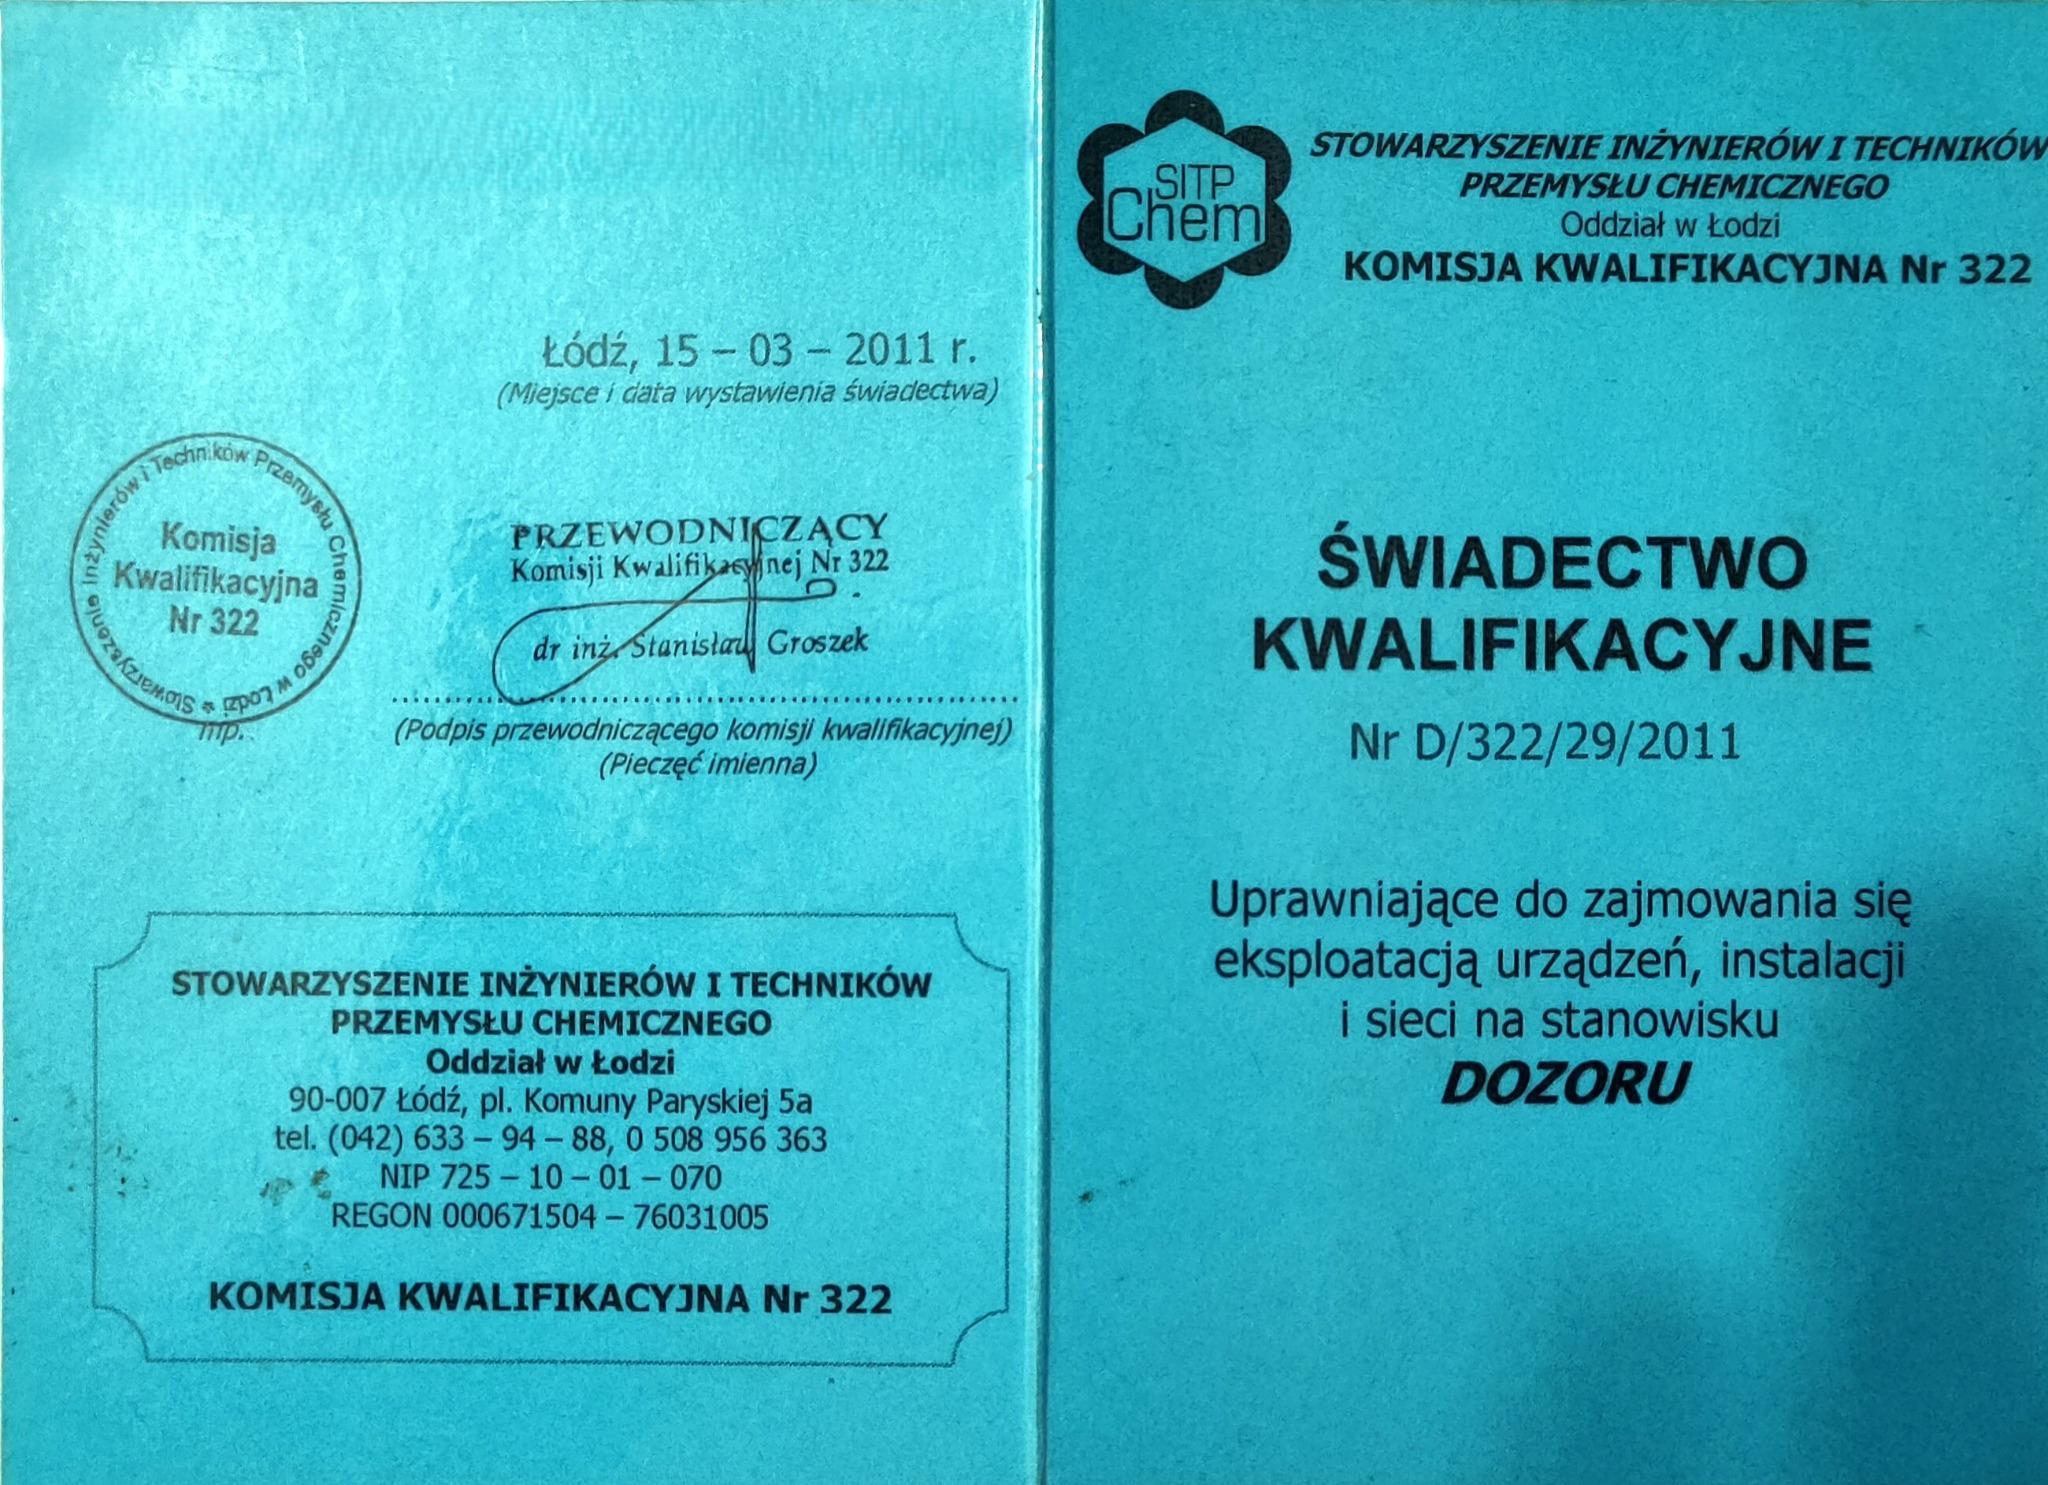 Łódź, 15 – 03 – 2011 r.
(Miejsce i data wystawienia świadectwa)
Stowarzyszenie Inżynierów i Techników Przemysłu Chemicznego w Łodzi *
Komisja
Kwalifikacyjna
Nr 322
mp.
PRZEWODNICZĄCY
Komisji Kwalifikacyjnej Nr 322
dr inż. Stanisław Groszek
(Podpis przewodniczącego komisji kwalifikacyjnej)
(Pieczęć imienna)
STOWARZYSZENIE INŻYNIERÓW I TECHNIKÓW
PRZEMYSŁU CHEMICZNEGO
Oddział w Łodzi
90-007 Łódź, pl. Komuny Paryskiej 5a
tel. (042) 633 – 94 – 88, 0 508 956 363
NIP 725 – 10 – 01 – 070
REGON 000671504 – 76031005
KOMISJA KWALIFIKACYJNA Nr 322
SITP
Chem
STOWARZYSZENIE INŻYNIERÓW I TECHNIKÓW
PRZEMYSŁU CHEMICZNEGO
Oddział w Łodzi
KOMISJA KWALIFIKACYJNA Nr 322
ŚWIADECTWO
KWALIFIKACYJNE
Nr D/322/29/2011
Uprawniające do zajmowania się
eksploatacją urządzeń, instalacji
i sieci na stanowisku
DOZORU